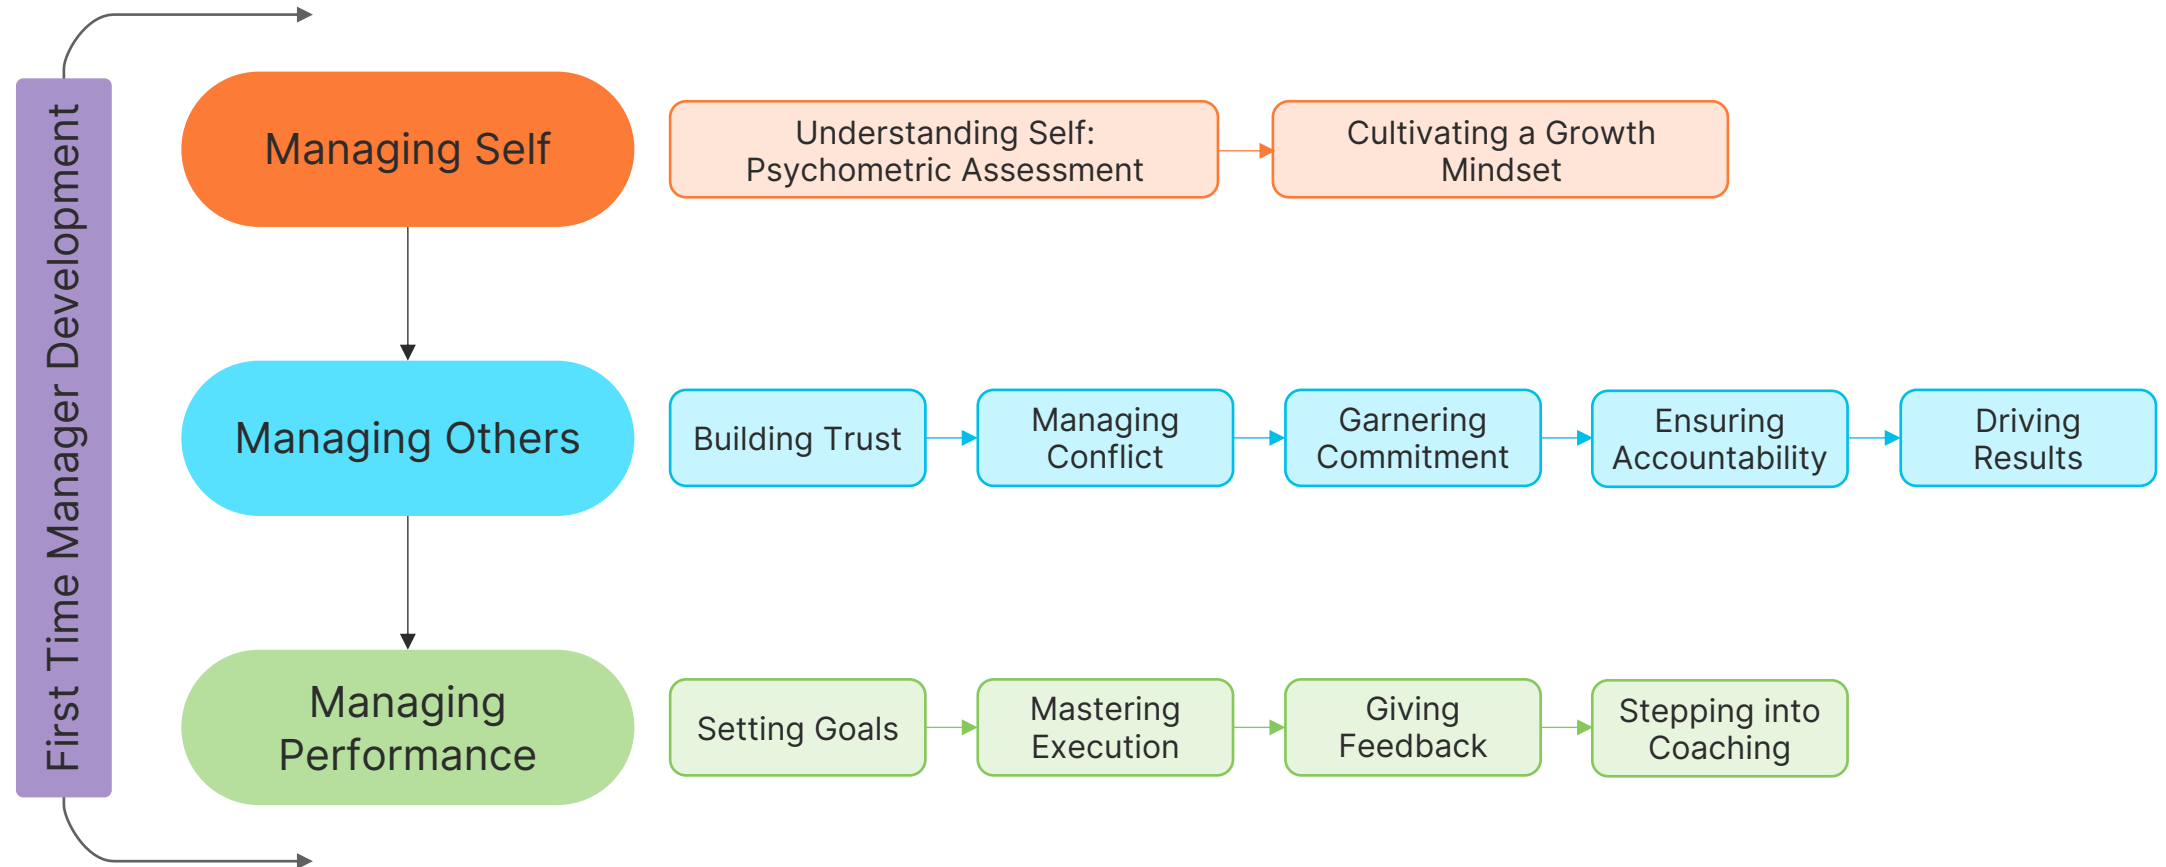 First Time Manager Development
Managing Self
Understanding Self:
Psychometric Assessment
Cultivating a Growth
Mindset
Managing Others
Building Trust
Managing
Conflict
Garnering
Commitment
Ensuring
Accountability
Driving
Results
Managing
Performance
Setting Goals
Mastering
Execution
Giving
Feedback
Stepping into
Coaching